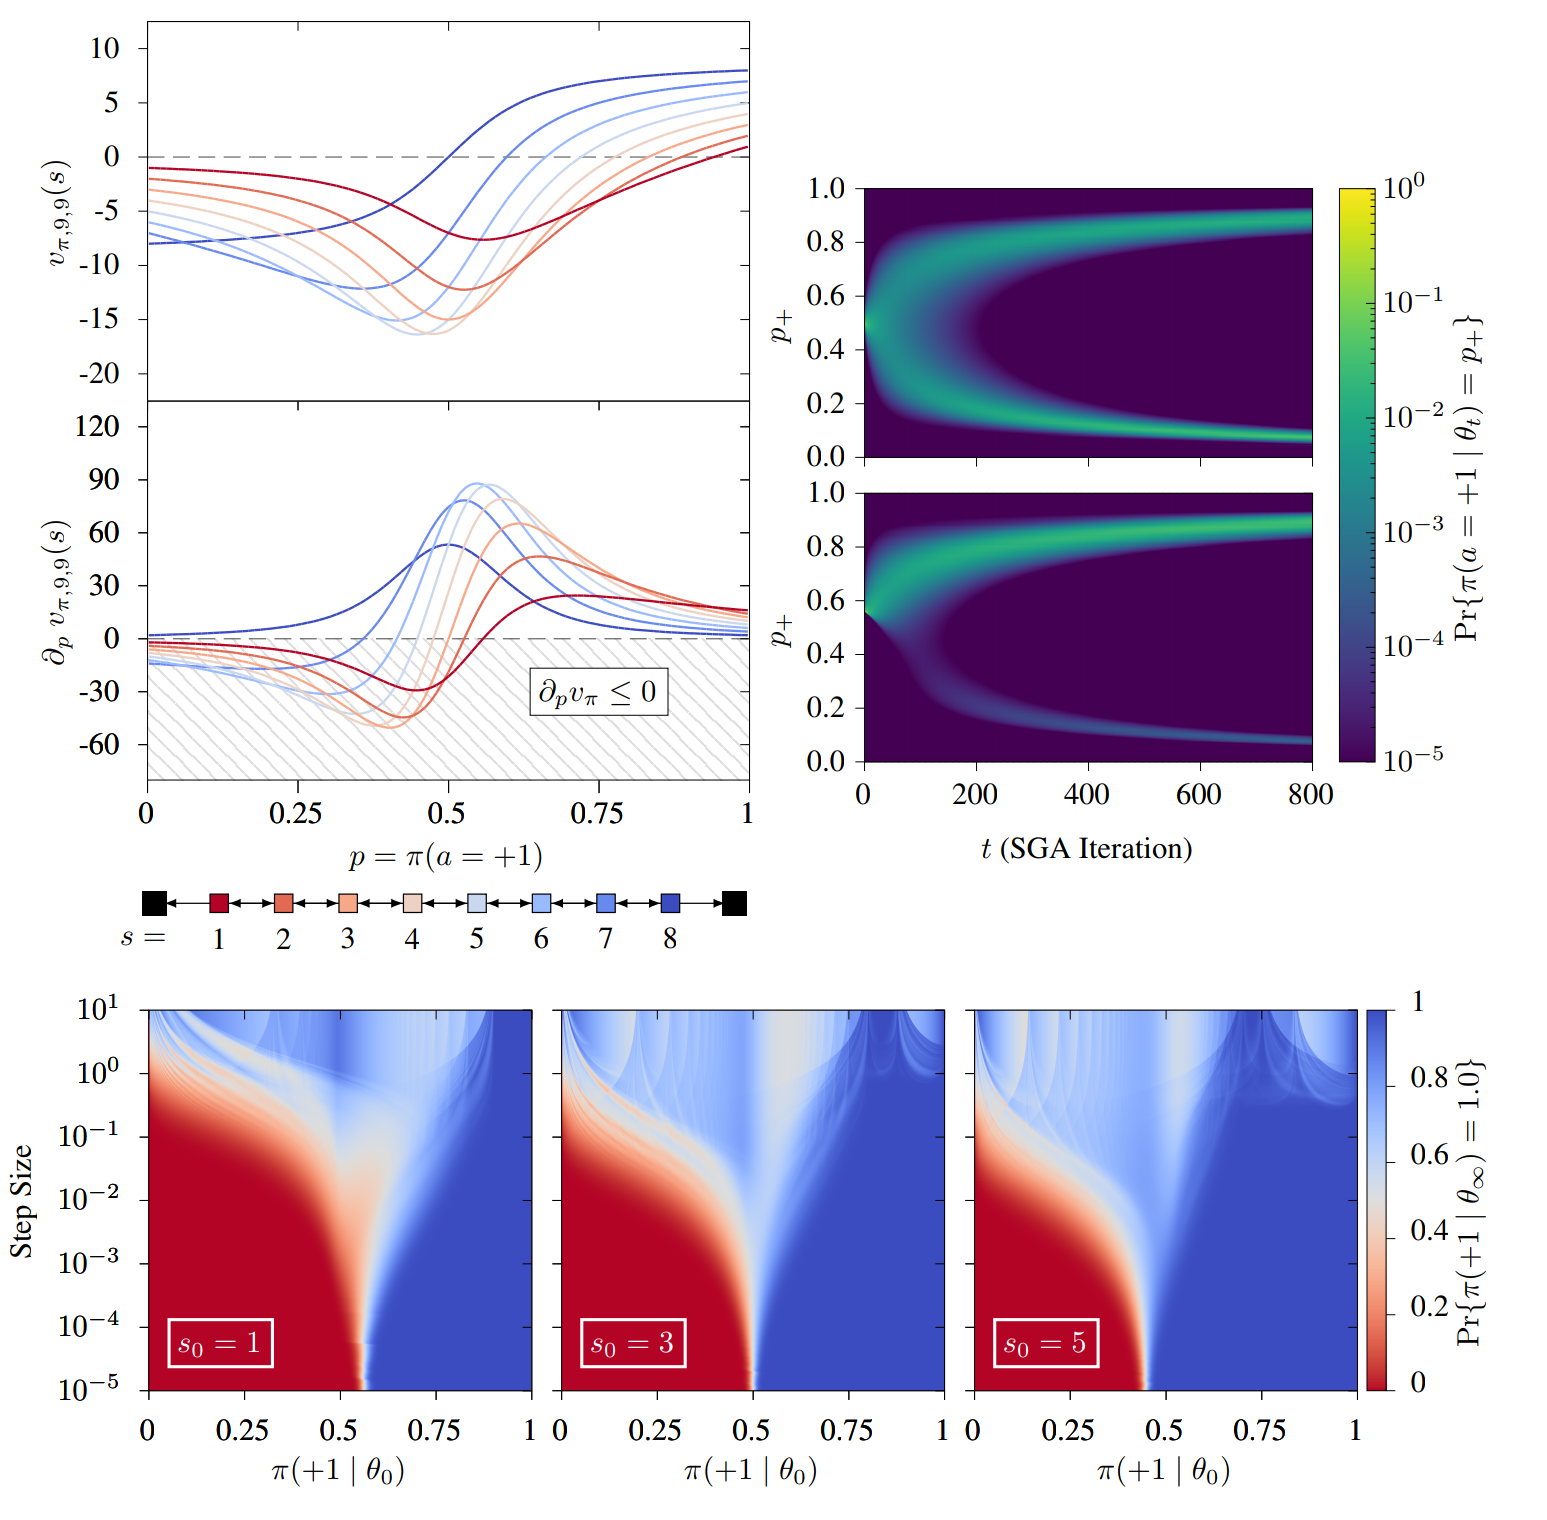 10
5
0
-5
-10
-15
-20
v_{π,9,9}(s)
120
90
60
30
0
-30
-60
∂_p v_{π,9,9}(s)
∂_p v_π ≤ 0
0 0.25 0.5 0.75 1
p = π(a = +1)
s = 1 2 3 4 5 6 7 8
1.0
0.8
0.6
0.4
0.2
0.0
p_+
1.0
0.8
0.6
0.4
0.2
0.0
p_+
0 200 400 600 800
t (SGA Iteration)
10^0
10^{-1}
10^{-2}
10^{-3}
10^{-4}
10^{-5}
Pr{π(a = +1 | θ_t) = p_+}
10^1
10^0
10^{-1}
10^{-2}
10^{-3}
10^{-4}
10^{-5}
Step Size
s_0 = 1
s_0 = 3
s_0 = 5
0 0.25 0.5 0.75 1
0 0.25 0.5 0.75 1
0 0.25 0.5 0.75 1
π(+1 | θ_0)
π(+1 | θ_0)
π(+1 | θ_0)
1
0.8
0.6
0.4
0.2
0
Pr{π(+1 | θ_∞) = 1.0}